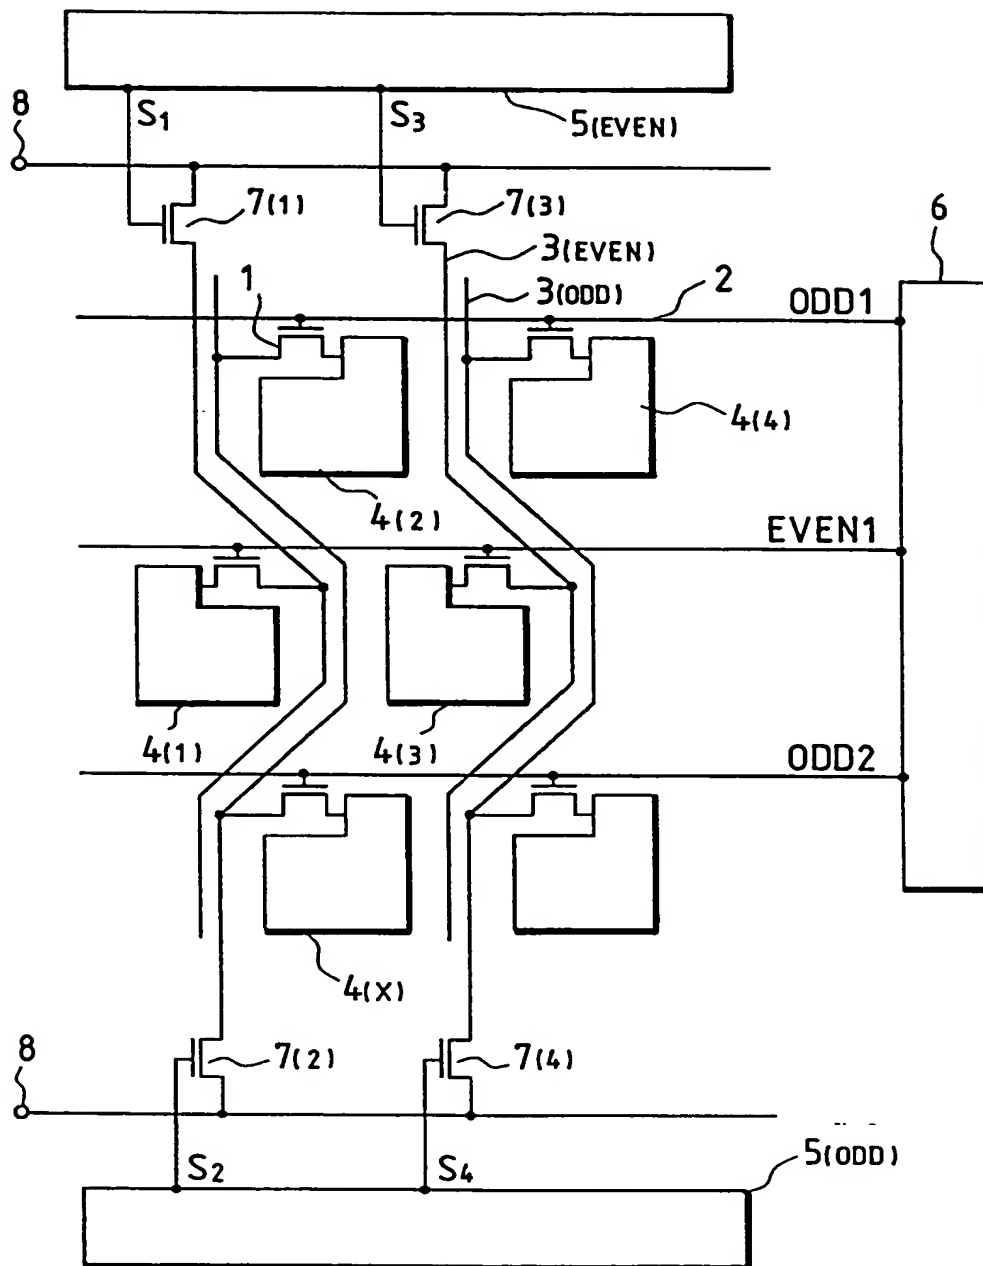 8
S1
S3
5(EVEN)
7(1)
7(3)
6
3(EVEN)
1
3(ODD)
2
ODD1
4(4)
4(2)
EVEN1
4(1)
4(3)
ODD2
4(X)
8
7(2)
7(4)
S2
S4
5(ODD)